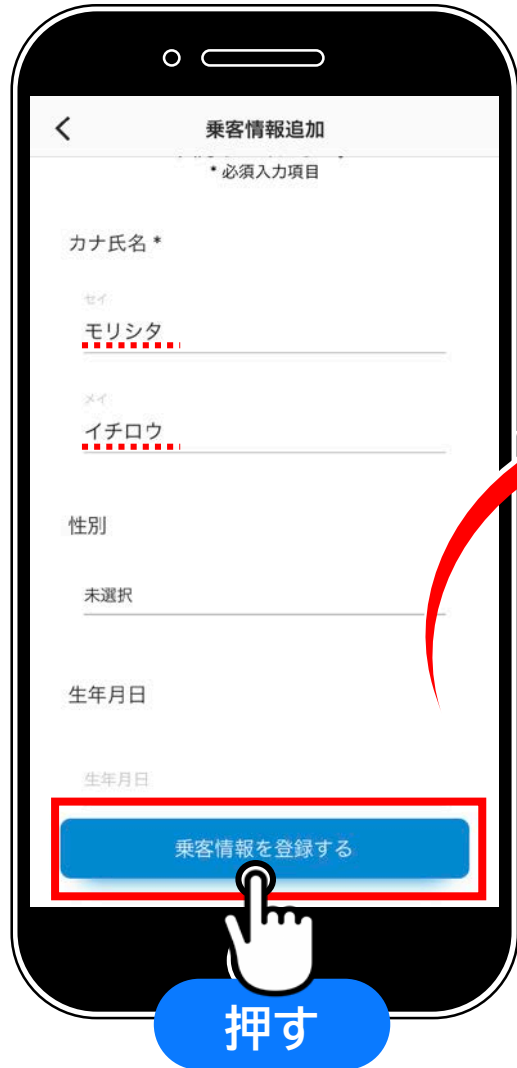 乗客情報追加
* 必須入力項目
カナ氏名 *
セイ
モリシタ
メイ
イチロウ
性別
未選択
生年月日
生年月日
乗客情報を登録する
押す